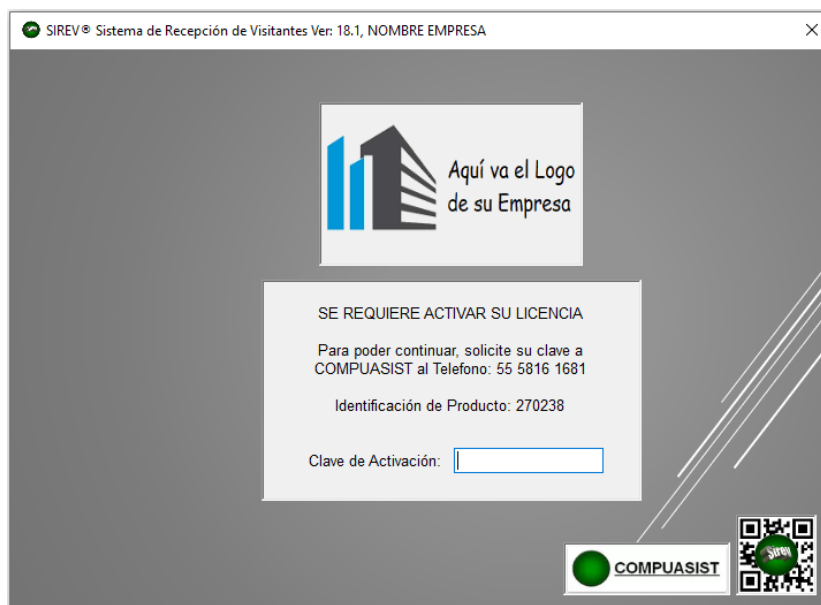 SIREV® Sistema de Recepción de Visitantes Ver: 18.1, NOMBRE EMPRESA
Aquí va el Logo
de su Empresa
SE REQUIERE ACTIVAR SU LICENCIA
Para poder continuar, solicite su clave a
COMPUASIST al Telefono: 55 5816 1681
Identificación de Producto: 270238
Clave de Activación:
COMPUASIST
Sirev